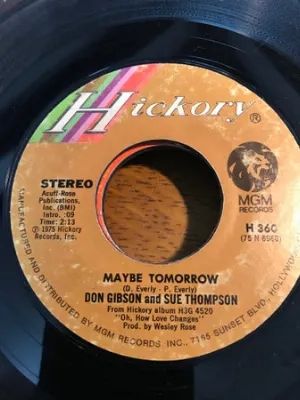 Hickory®
STEREO
Acuff-Rose
Publications,
Inc. (BMI)
Intro. :09
Time: 2:13
℗ 1975 Hickory
Records, Inc.
MGM
RECORDS
H 360
(75 N 8960)
MAYBE TOMORROW
(D. Everly - P. Everly)
DON GIBSON and SUE THOMPSON
From Hickory album H3G 4520
"Oh, How Love Changes"
Prod. by Wesley Rose
MANUFACTURED AND DISTRIBUTED BY MGM RECORDS INC., 7165 SUNSET BLVD., HOLLYWO